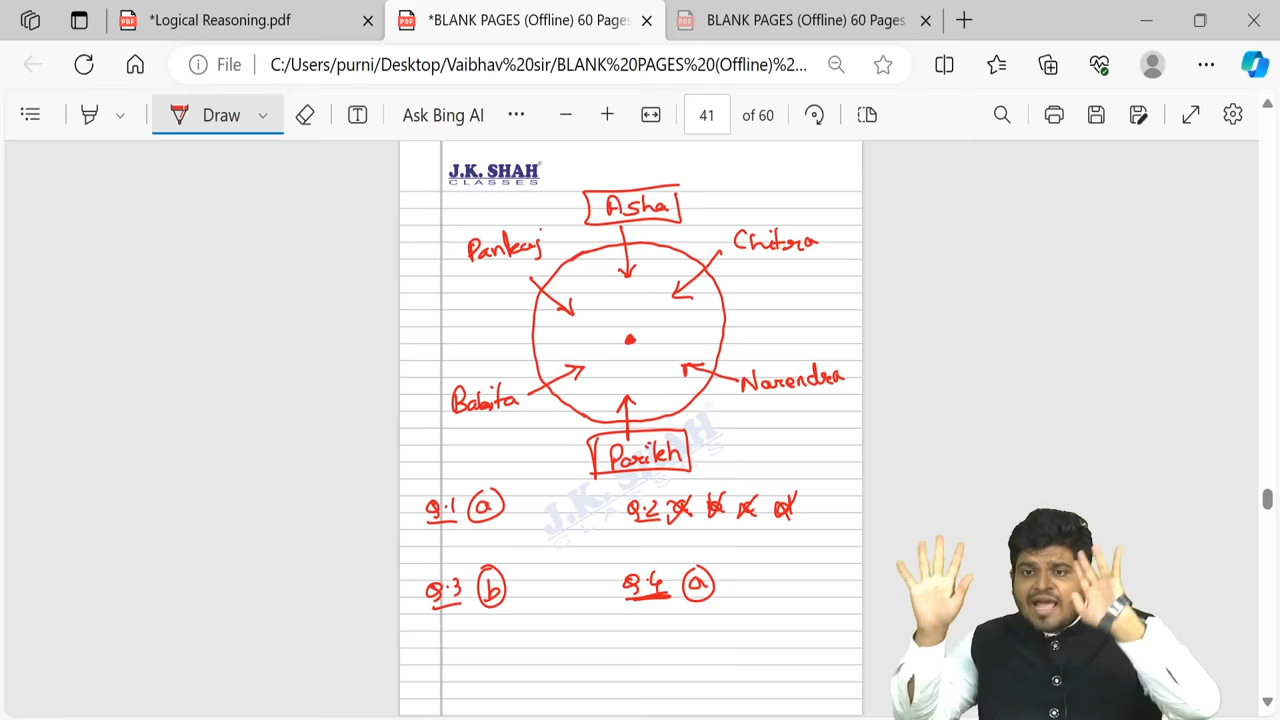 *Logical Reasoning.pdf
*BLANK PAGES (Offline) 60 Pages
BLANK PAGES (Offline) 60 Pages
File
C:/Users/purni/Desktop/Vaibhav%20sir/BLANK%20PAGES%20(Offline)%2...
Draw
Ask Bing AI
41 of 60
J.K. SHAH
CLASSES
Asha
Pankaj
Chitra
Babita
Narendra
Parikh
J.K. SHAH
CLASSES
Q.1 a
Q.2
Q.3 b
Q.4 a